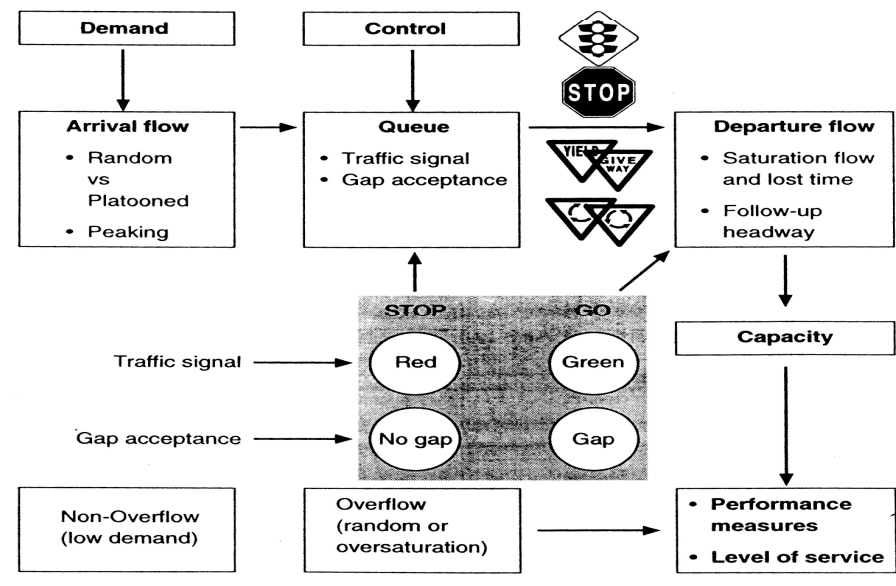 Demand
Control
STOP
Arrival flow
• Random
vs
Platooned
• Peaking
Queue
• Traffic signal
• Gap acceptance
YIELD
GIVE
WAY
Departure flow
• Saturation flow
and lost time
• Follow-up
headway
STOP
GO
Capacity
Traffic signal
Red
Green
Gap acceptance
No gap
Gap
Non-Overflow
(low demand)
Overflow
(random or
oversaturation)
• Performance
measures
• Level of service